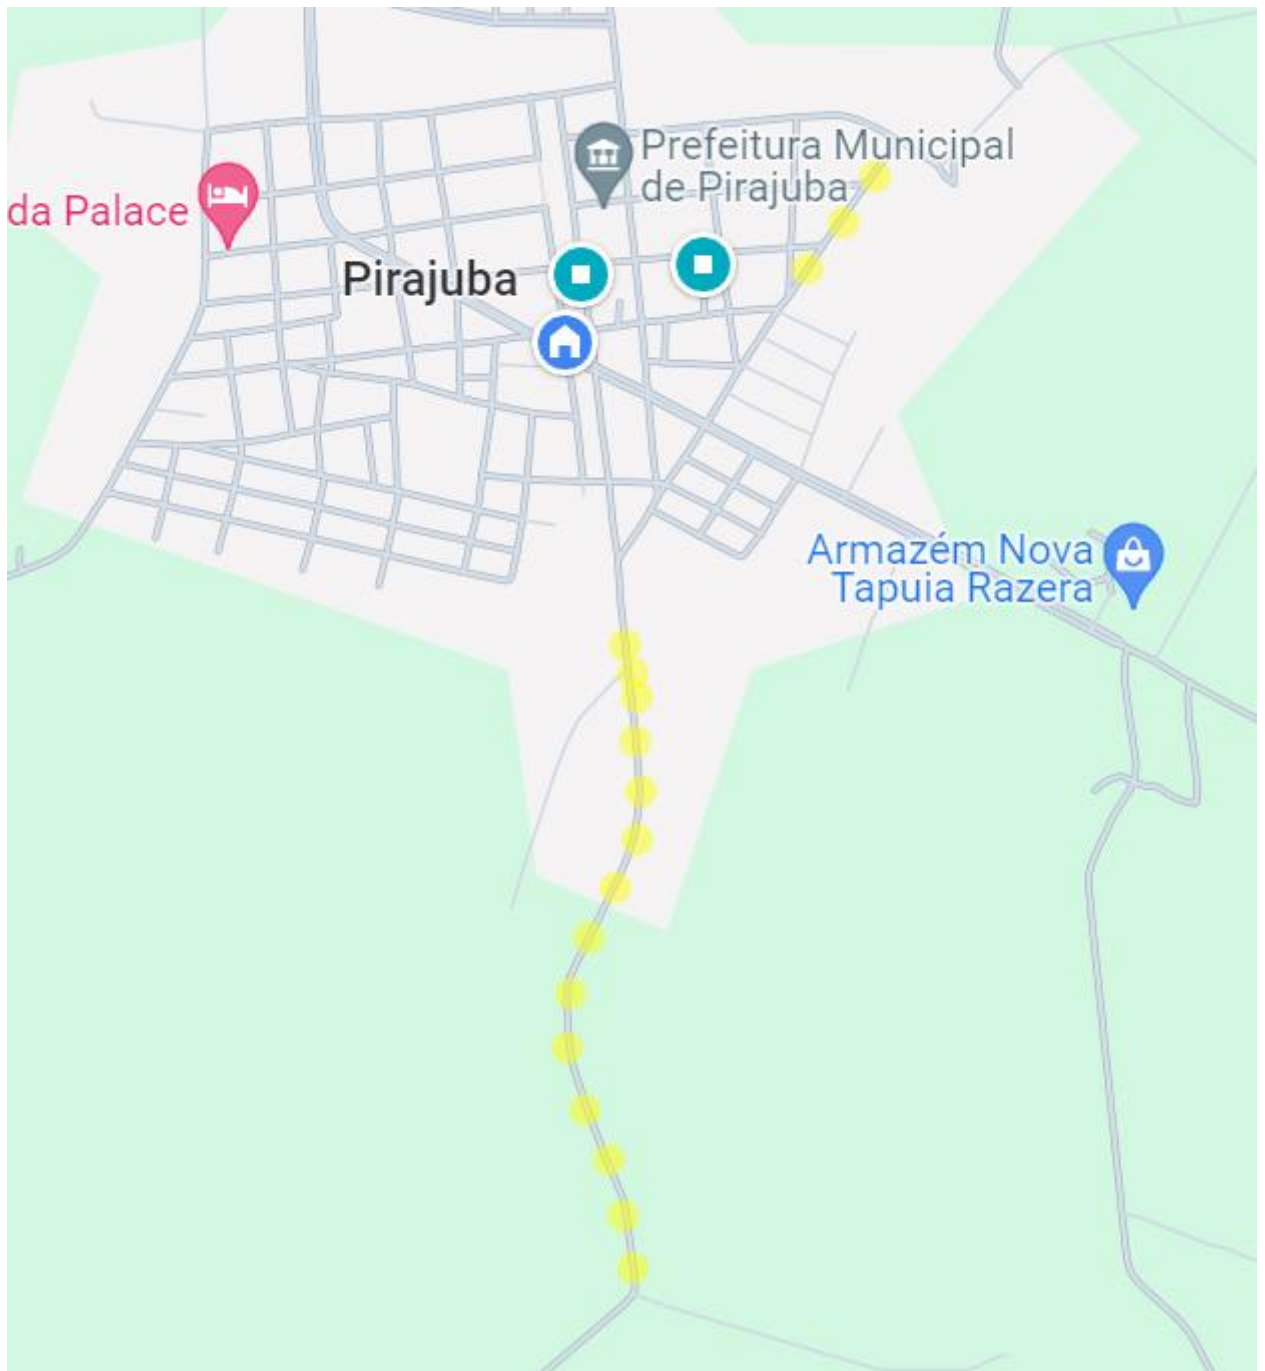 Prefeitura Municipal
de Pirajuba
da Palace
Pirajuba
Armazém Nova
Tapuia Razera